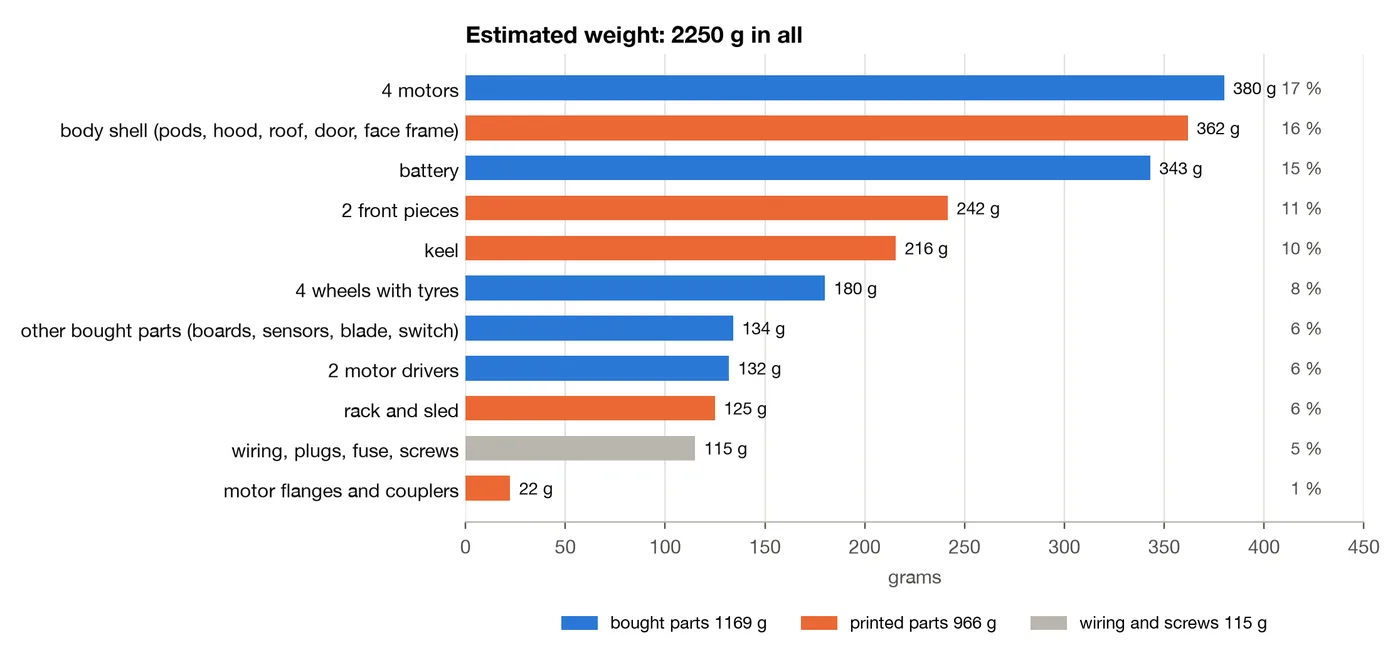 Estimated weight: 2250 g in all
4 motors 380 g 17 %
body shell (pods, hood, roof, door, face frame) 362 g 16 %
battery 343 g 15 %
2 front pieces 242 g 11 %
keel 216 g 10 %
4 wheels with tyres 180 g 8 %
other bought parts (boards, sensors, blade, switch) 134 g 6 %
2 motor drivers 132 g 6 %
rack and sled 125 g 6 %
wiring, plugs, fuse, screws 115 g 5 %
motor flanges and couplers 22 g 1 %
0 50 100 150 200 250 300 350 400 450
grams
bought parts 1169 g printed parts 966 g wiring and screws 115 g